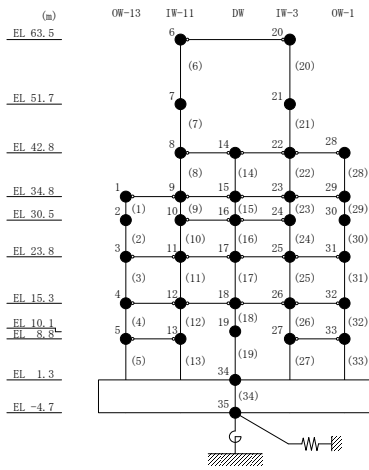 (m) OW-13 IW-11 DW IW-3 OW-1
EL 63.5 6 20
(6) (20)
EL 51.7 7 21
(7) (21)
EL 42.8 8 14 22 28
(8) (14) (22) (28)
EL 34.8 1 9 15 23 29
(1) (9) (15) (23) (29)
EL 30.5 2 10 16 24 30
(2) (10) (16) (24) (30)
EL 23.8 3 11 17 25 31
(3) (11) (17) (25) (31)
EL 15.3 4 12 18 26 32
(4) (12) (18) (26) (32)
EL 10.1 19
EL 8.8 5 13 27 33
(5) (13) (19) (27) (33)
EL 1.3 34
(34)
EL -4.7 35